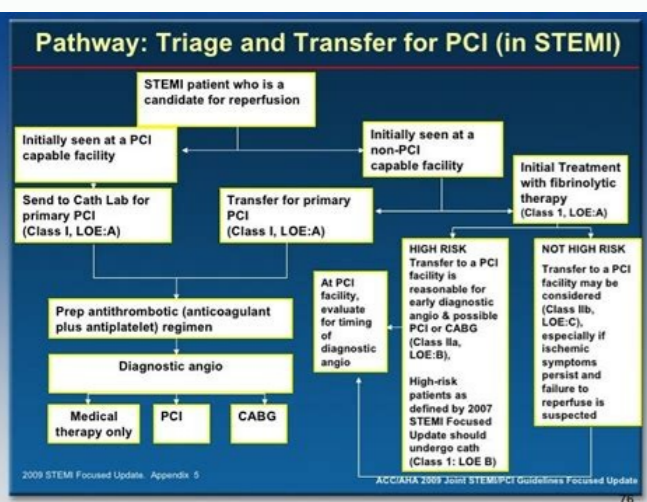 Pathway: Triage and Transfer for PCI (in STEMI)
STEMI patient who is a
candidate for reperfusion
Initially seen at a PCI
capable facility
Initially seen at a
non-PCI
capable facility
Initial Treatment
with fibrinolytic
therapy
(Class 1, LOE:A)
Send to Cath Lab for
primary PCI
(Class I, LOE:A)
Transfer for primary
PCI
(Class I, LOE:A)
HIGH RISK
Transfer to a PCI
facility is
reasonable for
early diagnostic
angio & possible
PCI or CABG
(Class IIa,
LOE:B),
High-risk
patients as
defined by 2007
STEMI Focused
Update should
undergo cath
(Class 1: LOE B)
NOT HIGH RISK
Transfer to a PCI
facility may be
considered
(Class IIb,
LOE:C),
especially if
ischemic
symptoms
persist and
failure to
reperfuse is
suspected
At PCI
facility,
evaluate
for timing
of
diagnostic
angio
Prep antithrombotic (anticoagulant
plus antiplatelet) regimen
Diagnostic angio
Medical
therapy only
PCI
CABG
2009 STEMI Focused Update. Appendix 5
ACC/AHA 2009 Joint STEMI/PCI Guidelines Focused Update
76